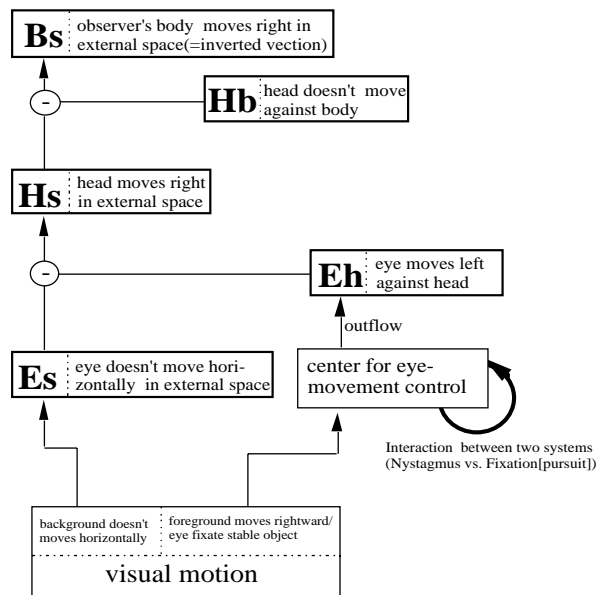 Bs observer's body moves right in
external space(=inverted vection)
-
Hb head doesn't move
against body
Hs head moves right
in external space
-
Eh eye moves left
against head
outflow
Es eye doesn't move hori-
zontally in external space
center for eye-
movement control
Interaction between two systems
(Nystagmus vs. Fixation[pursuit])
background doesn't
moves horizontally
foreground moves rightward/
eye fixate stable object
visual motion